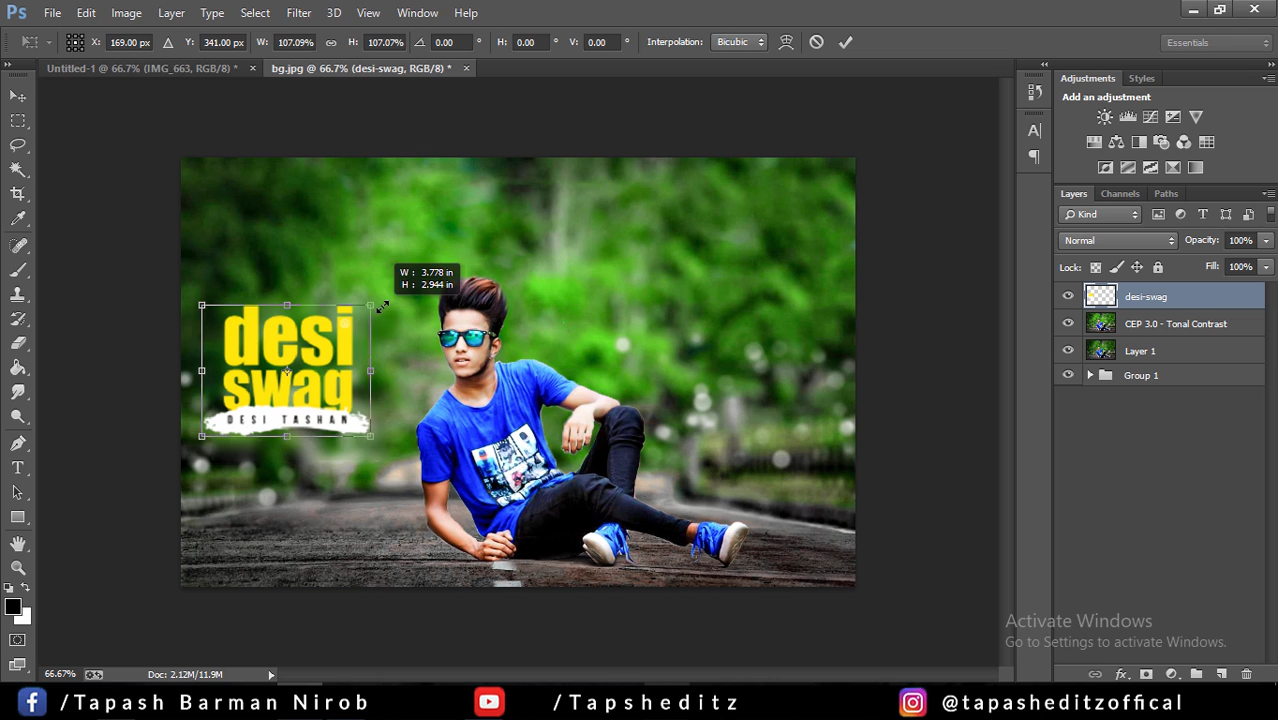 Ps File Edit Image Layer Type Select Filter 3D View Window Help
X: 169.00 px Y: 341.00 px W: 107.09% H: 107.07% 0.00 ° H: 0.00 ° V: 0.00 ° Interpolation: Bicubic Essentials
Untitled-1 @ 66.7% (IMG_663, RGB/8) * × bg.jpg @ 66.7% (desi-swag, RGB/8) * ×
Adjustments Styles
Add an adjustment
Layers Channels Paths
Kind
Normal Opacity: 100%
Lock: Fill: 100%
desi-swag
CEP 3.0 - Tonal Contrast
Layer 1
Group 1
W : 3.778 in
H : 2.944 in
desi
swag
DESI TASHAN
Activate Windows
Go to Settings to activate Windows.
66.67% Doc: 2.12M/11.9M
/Tapash Barman Nirob /Tapsheditz @tapasheditzoffical